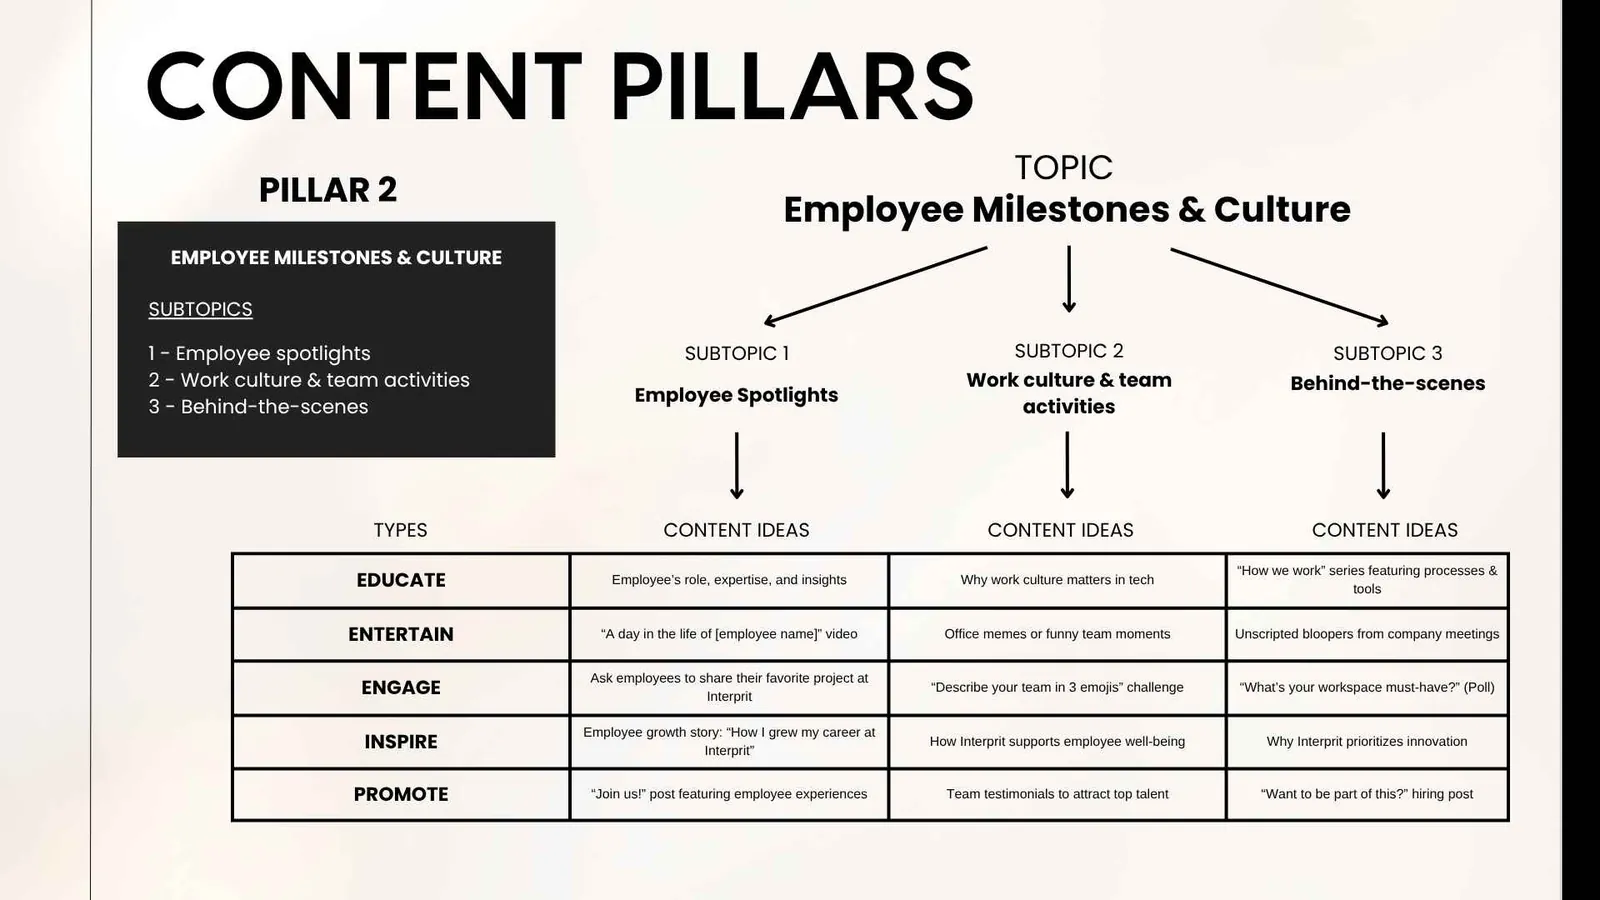 CONTENT PILLARS
PILLAR 2
EMPLOYEE MILESTONES & CULTURE
SUBTOPICS
1 - Employee spotlights
2 - Work culture & team activities
3 - Behind-the-scenes
TOPIC
Employee Milestones & Culture
SUBTOPIC 1
Employee Spotlights
SUBTOPIC 2
Work culture & team
activities
SUBTOPIC 3
Behind-the-scenes
TYPES
CONTENT IDEAS
CONTENT IDEAS
CONTENT IDEAS
EDUCATE
Employee’s role, expertise, and insights
Why work culture matters in tech
“How we work” series featuring processes &
tools
ENTERTAIN
“A day in the life of [employee name]” video
Office memes or funny team moments
Unscripted bloopers from company meetings
ENGAGE
Ask employees to share their favorite project at
Interprit
“Describe your team in 3 emojis” challenge
“What’s your workspace must-have?” (Poll)
INSPIRE
Employee growth story: “How I grew my career at
Interprit”
How Interprit supports employee well-being
Why Interprit prioritizes innovation
PROMOTE
“Join us!” post featuring employee experiences
Team testimonials to attract top talent
“Want to be part of this?” hiring post